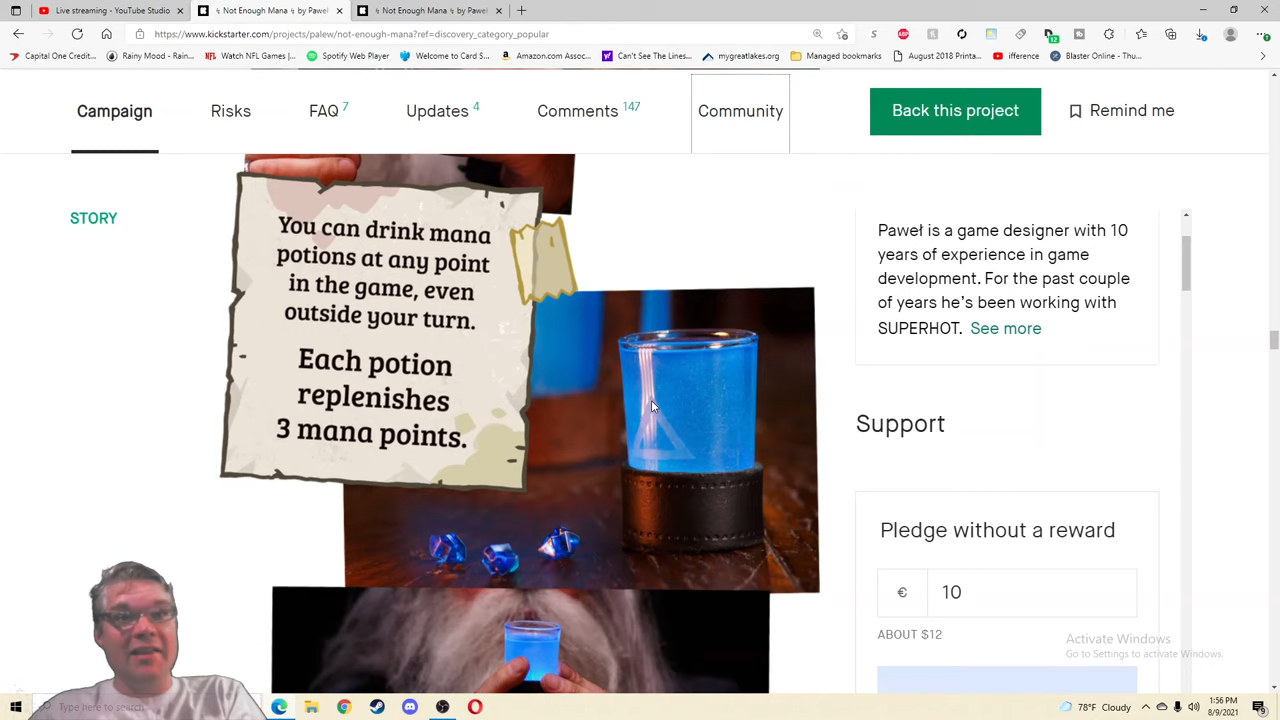 Live streaming - YouTube Studio
Not Enough Mana
by Paweł
Not Enough Mana
by Paweł
https://www.kickstarter.com/projects/palew/not-enough-mana?ref=discovery_category_popular
Capital One Credit...
Rainy Mood - Rain...
Watch NFL Games(...
Spotify Web Player
Welcome to Card S...
Amazon.com Assoc...
Can't See The Lines...
mygreatlakes.org
Managed bookmarks
August 2018 Printa...
ifference
Blaster Online - Thu...
Campaign
Risks
FAQ 7
Updates 4
Comments 147
Community
Back this project
Remind me
STORY
You can drink mana
potions at any point
in the game, even
outside your turn.
Each potion
replenishes
3 mana points.
Paweł is a game designer with 10
years of experience in game
development. For the past couple
of years he's been working with
SUPERHOT. See more
Support
Pledge without a reward
€ 10
ABOUT $12
Activate Windows
Go to Settings to activate Windows.
Type here to search
78°F Cloudy
1:56 PM
8/9/2021